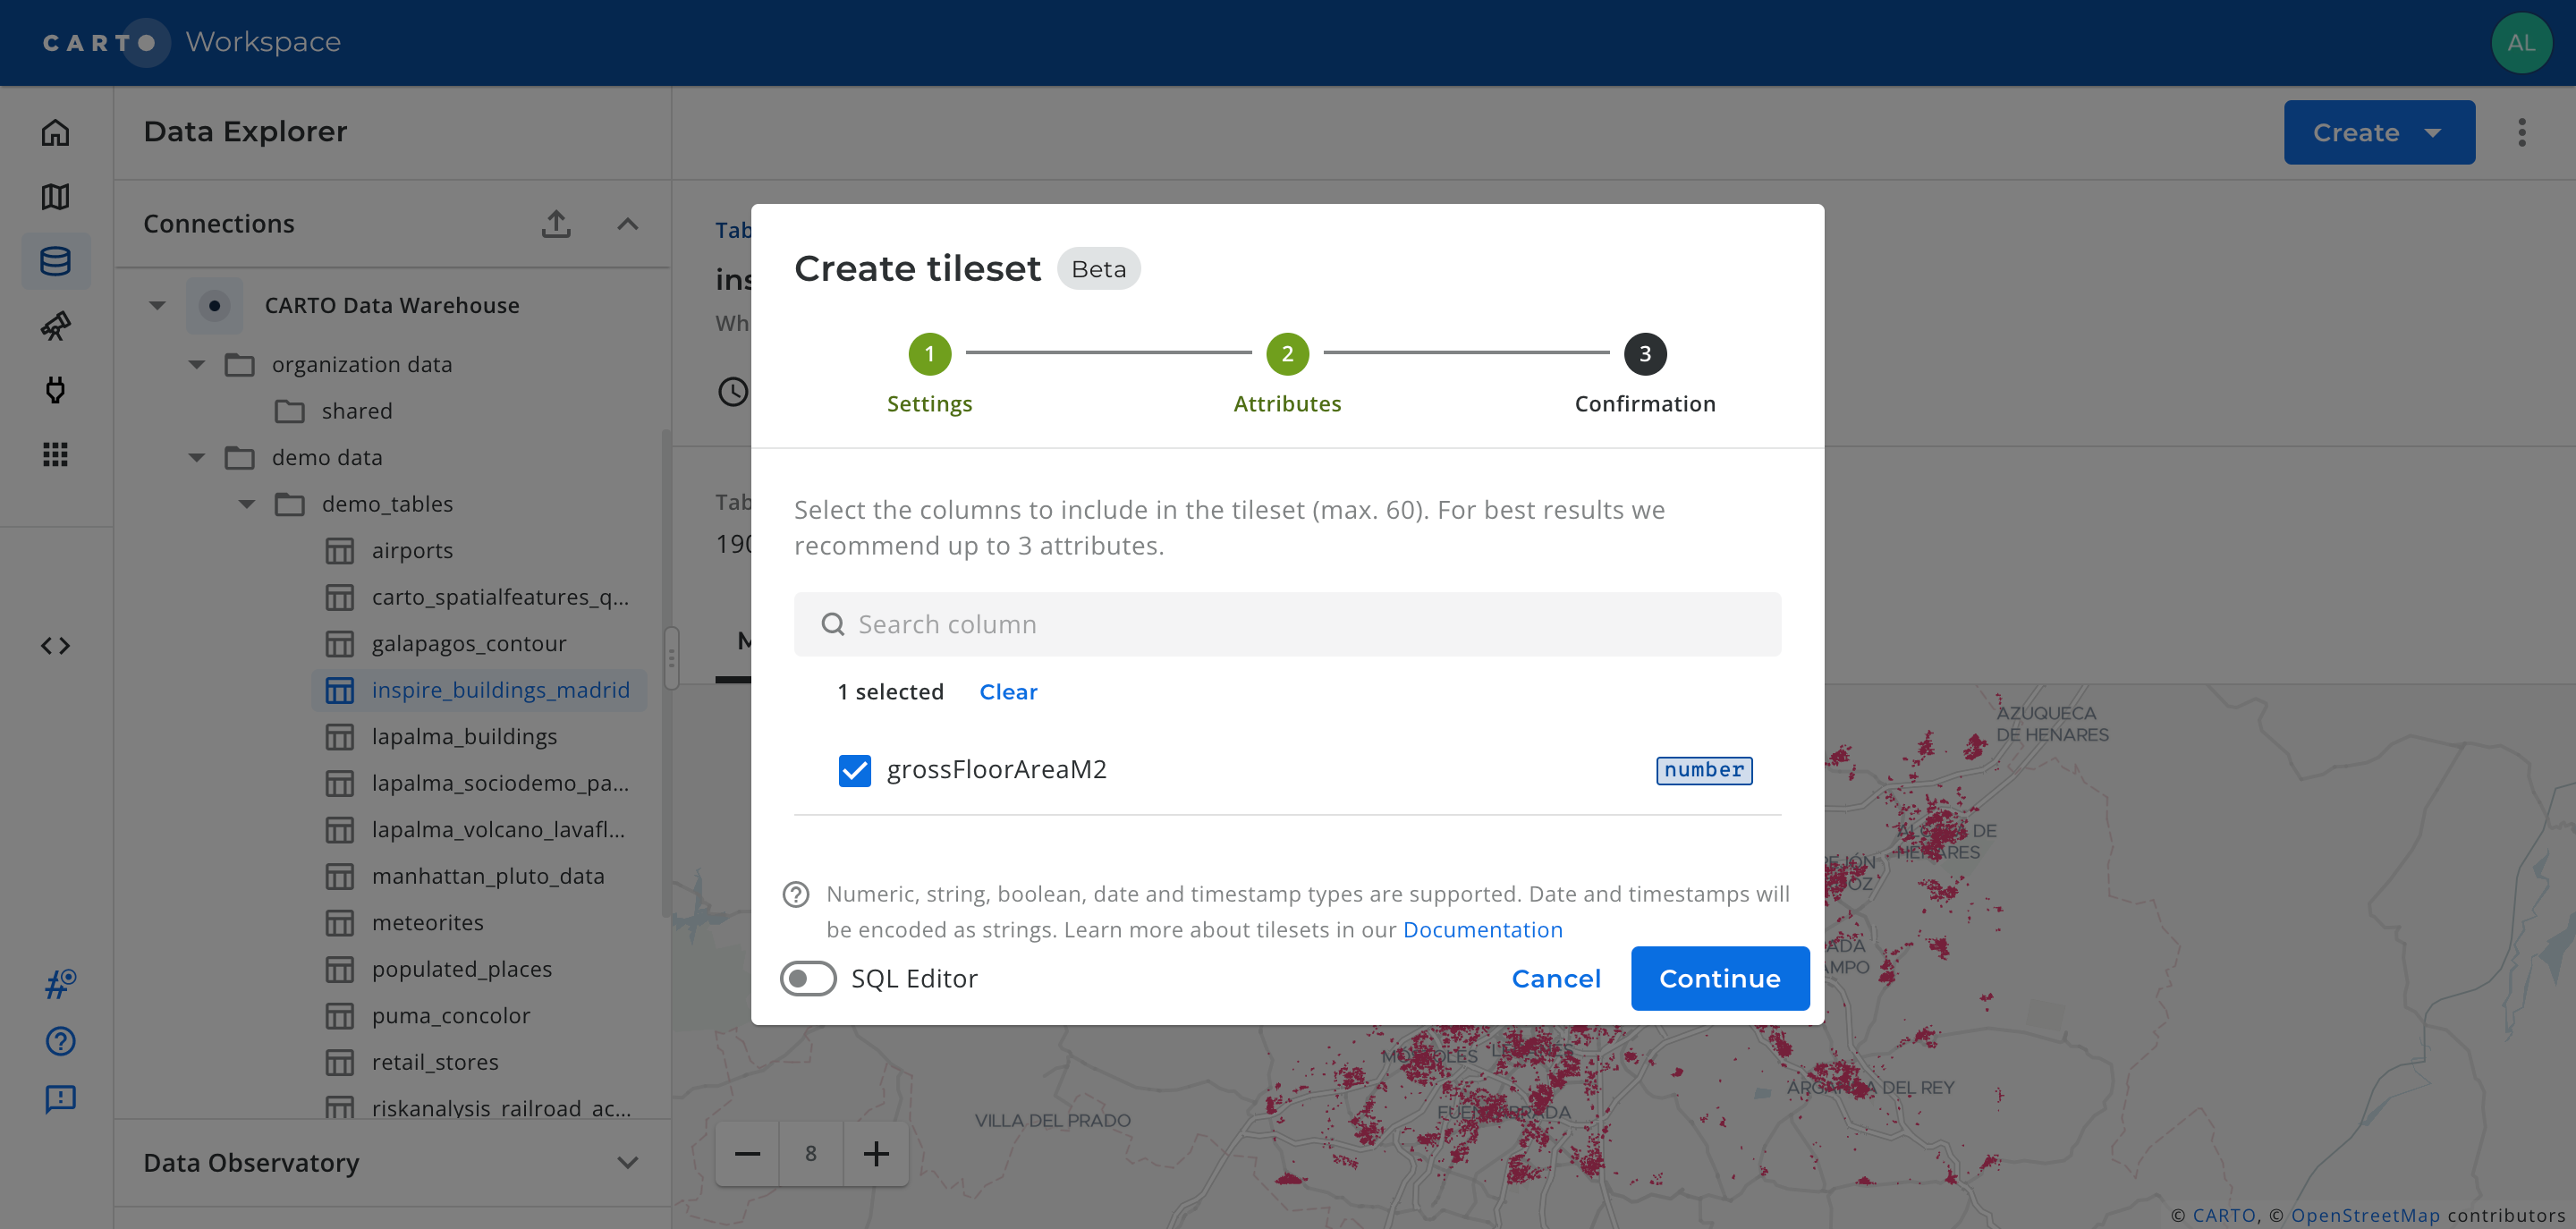 CARTO Workspace
AL
Data Explorer
Create
Connections
CARTO Data Warehouse
organization data
shared
demo data
demo_tables
airports
carto_spatialfeatures_q...
galapagos_contour
inspire_buildings_madrid
lapalma_buildings
lapalma_sociodemo_pa...
lapalma_volcano_lavafl...
manhattan_pluto_data
meteorites
populated_places
puma_concolor
retail_stores
riskanalysis_railroad_ac...
Data Observatory
Tab
ins
Wh
Tab
190
Create tileset Beta
1 2 3
Settings Attributes Confirmation
Select the columns to include in the tileset (max. 60). For best results we
recommend up to 3 attributes.
Search column
1 selected Clear
grossFloorAreaM2 number
Numeric, string, boolean, date and timestamp types are supported. Date and timestamps will
be encoded as strings. Learn more about tilesets in our Documentation
SQL Editor Cancel Continue
AZUQUECA
DE HENARES
ALCALÁ DE
HENARES
VILLA DEL PRADO
MÓSTOLES LEGANÉS
FUENLABRADA
ARGANDA DEL REY
8
© CARTO, © OpenStreetMap contributors